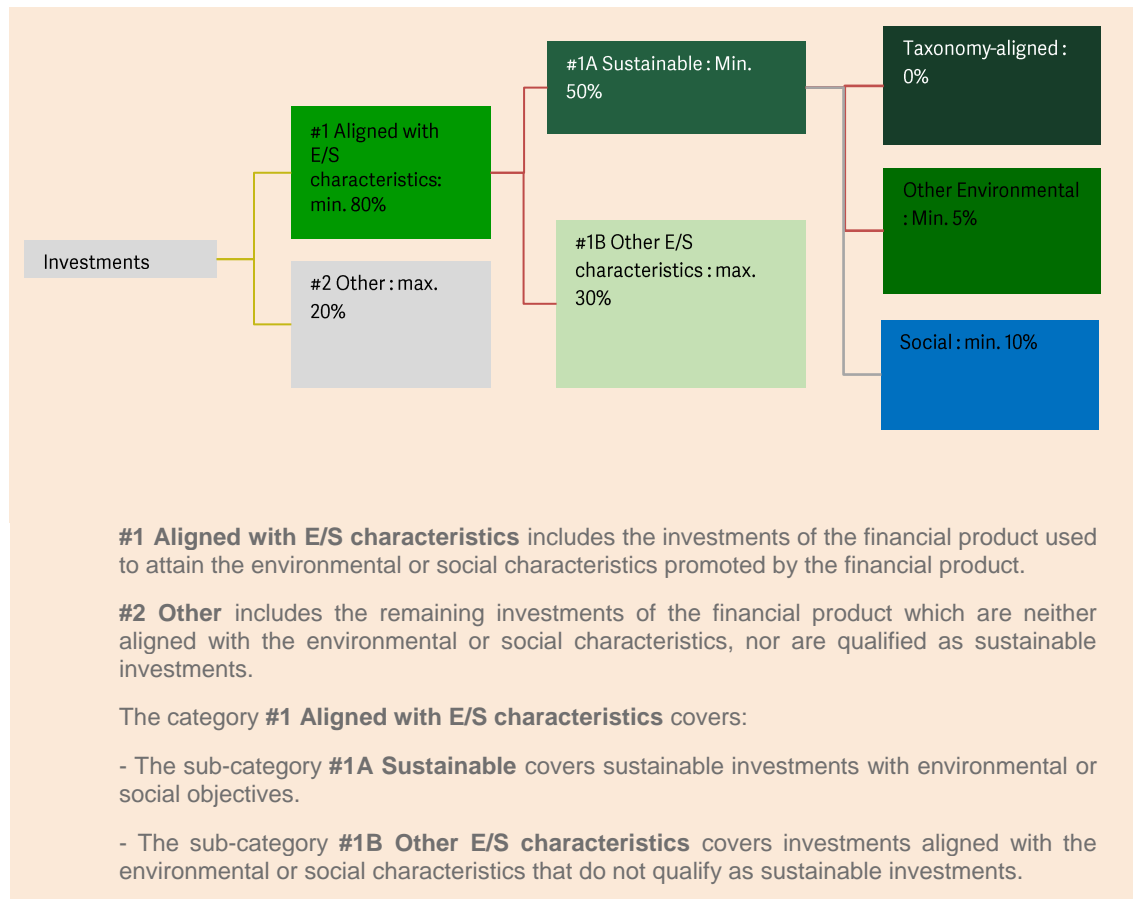 Investments
#1 Aligned with
E/S
characteristics:
min. 80%
#2 Other : max.
20%
#1A Sustainable : Min.
50%
#1B Other E/S
characteristics : max.
30%
Taxonomy-aligned :
0%
Other Environmental
: Min. 5%
Social : min. 10%
#1 Aligned with E/S characteristics includes the investments of the financial product used
to attain the environmental or social characteristics promoted by the financial product.
#2 Other includes the remaining investments of the financial product which are neither
aligned with the environmental or social characteristics, nor are qualified as sustainable
investments.
The category #1 Aligned with E/S characteristics covers:
- The sub-category #1A Sustainable covers sustainable investments with environmental or
social objectives.
- The sub-category #1B Other E/S characteristics covers investments aligned with the
environmental or social characteristics that do not qualify as sustainable investments.